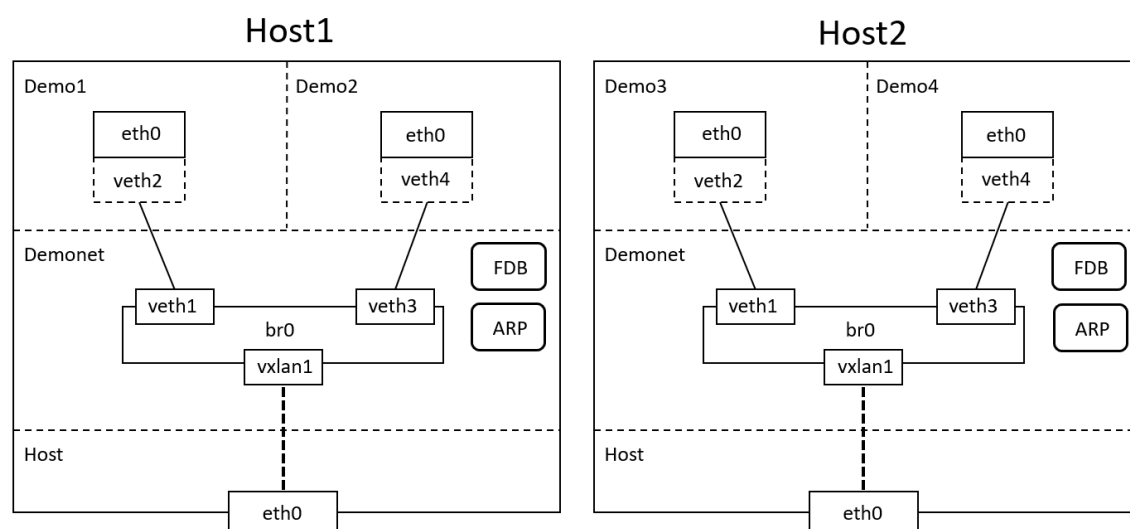 Host1
Demo1
Demo2
eth0
veth2
eth0
veth4
Demonet
FDB
ARP
veth1
veth3
br0
vxlan1
Host
eth0
Host2
Demo3
Demo4
eth0
veth2
eth0
veth4
Demonet
FDB
ARP
veth1
veth3
br0
vxlan1
Host
eth0